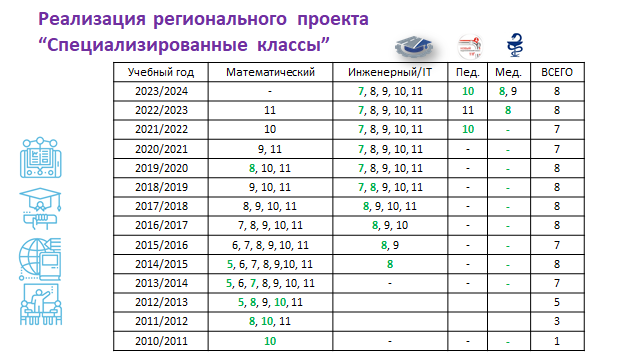 Реализация регионального проекта
“Специализированные классы”
Учебный год Математический Инженерный/IT Пед. Мед. ВСЕГО
2023/2024 - 7, 8, 9, 10, 11 10 8, 9 8
2022/2023 11 7, 8, 9, 10, 11 11 8 8
2021/2022 10 7, 8, 9, 10, 11 10 - 7
2020/2021 9, 11 7, 8, 9, 10, 11 - - 7
2019/2020 8, 10, 11 7, 8, 9, 10, 11 - - 8
2018/2019 9, 10, 11 7, 8, 9, 10, 11 - - 8
2017/2018 8, 9, 10, 11 8, 9, 10, 11 - - 8
2016/2017 7, 8, 9, 10, 11 8, 9, 10 - - 8
2015/2016 6, 7, 8, 9, 10, 11 8, 9 - - 7
2014/2015 5, 6, 7, 8, 9,10, 11 8 - - 8
2013/2014 5, 6, 7, 8, 9, 10, 11 - - - 7
2012/2013 5, 8, 9, 10, 11 5
2011/2012 8, 10, 11 3
2010/2011 10 - - - 1